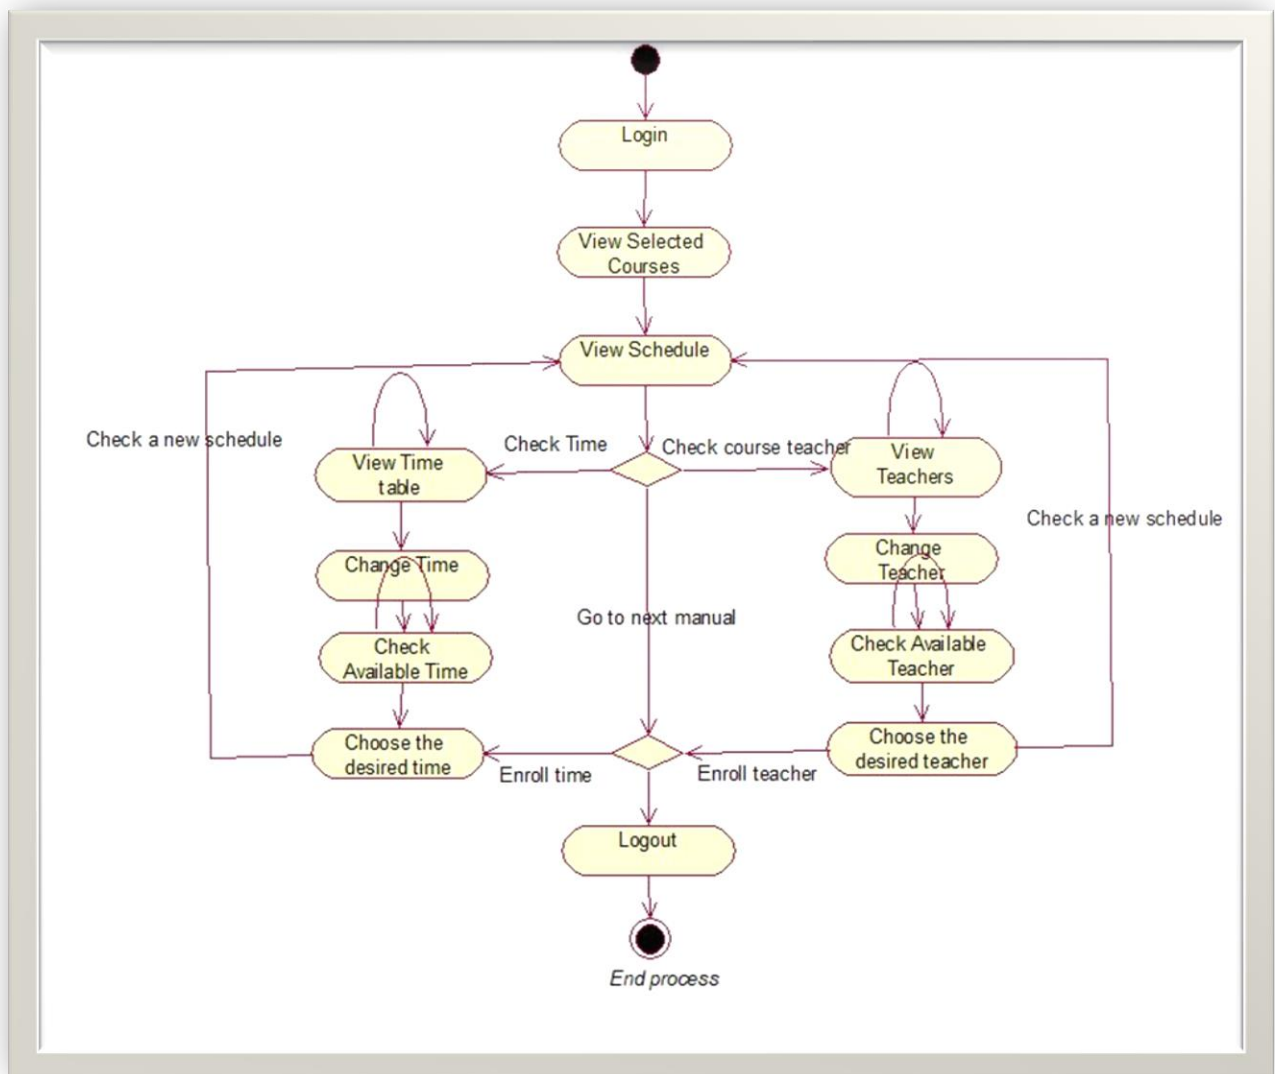 Login
View Selected
Courses
View Schedule
Check a new schedule
Check Time
Check course teacher
View Time
table
View
Teachers
Check a new schedule
Change Time
Change
Teacher
Go to next manual
Check
Available Time
Check Available
Teacher
Choose the
desired time
Enroll time
Enroll teacher
Choose the
desired teacher
Logout
End process